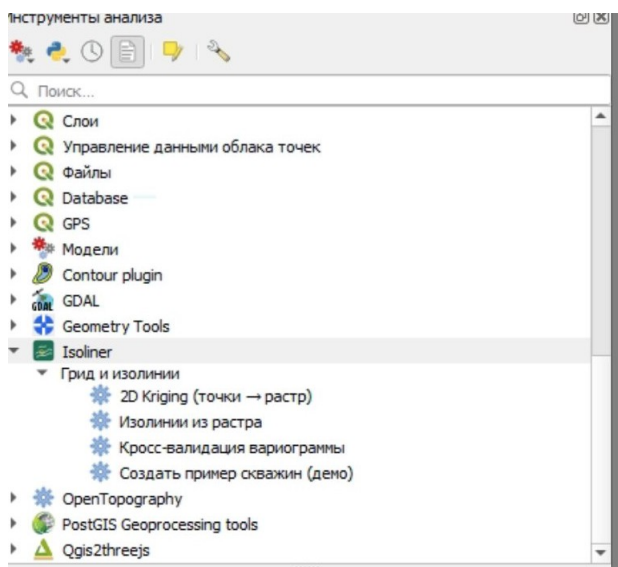 Инструменты анализа
Поиск...
Слои
Управление данными облака точек
Файлы
Database
GPS
Модели
Contour plugin
GDAL
GDAL
Geometry Tools
Isoliner
Грид и изолинии
2D Kriging (точки → растр)
Изолинии из растра
Кросс-валидация вариограммы
Создать пример скважин (демо)
OpenTopography
PostGIS Geoprocessing tools
Qgis2threejs